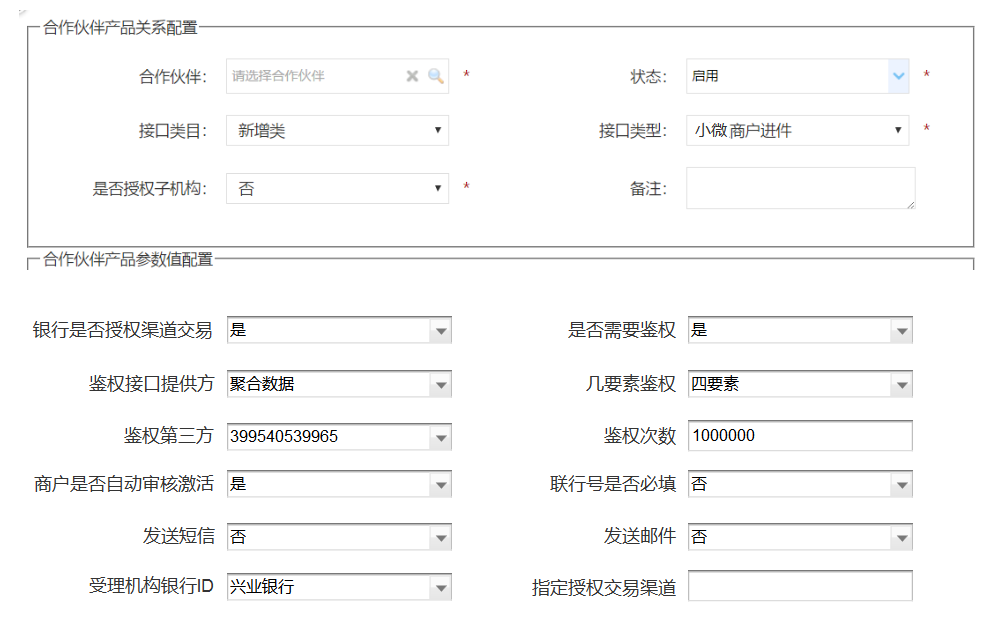 合作伙伴产品关系配置
合作伙伴: 请选择合作伙伴 * 状态: 启用 *
接口类目: 新增类 接口类型: 小微商户进件 *
是否授权子机构: 否 * 备注:
合作伙伴产品参数值配置
银行是否授权渠道交易 是 是否需要鉴权 是
鉴权接口提供方 聚合数据 几要素鉴权 四要素
鉴权第三方 399540539965 鉴权次数 1000000
商户是否自动审核激活 是 联行号是否必填 否
发送短信 否 发送邮件 否
受理机构银行ID 兴业银行 指定授权交易渠道